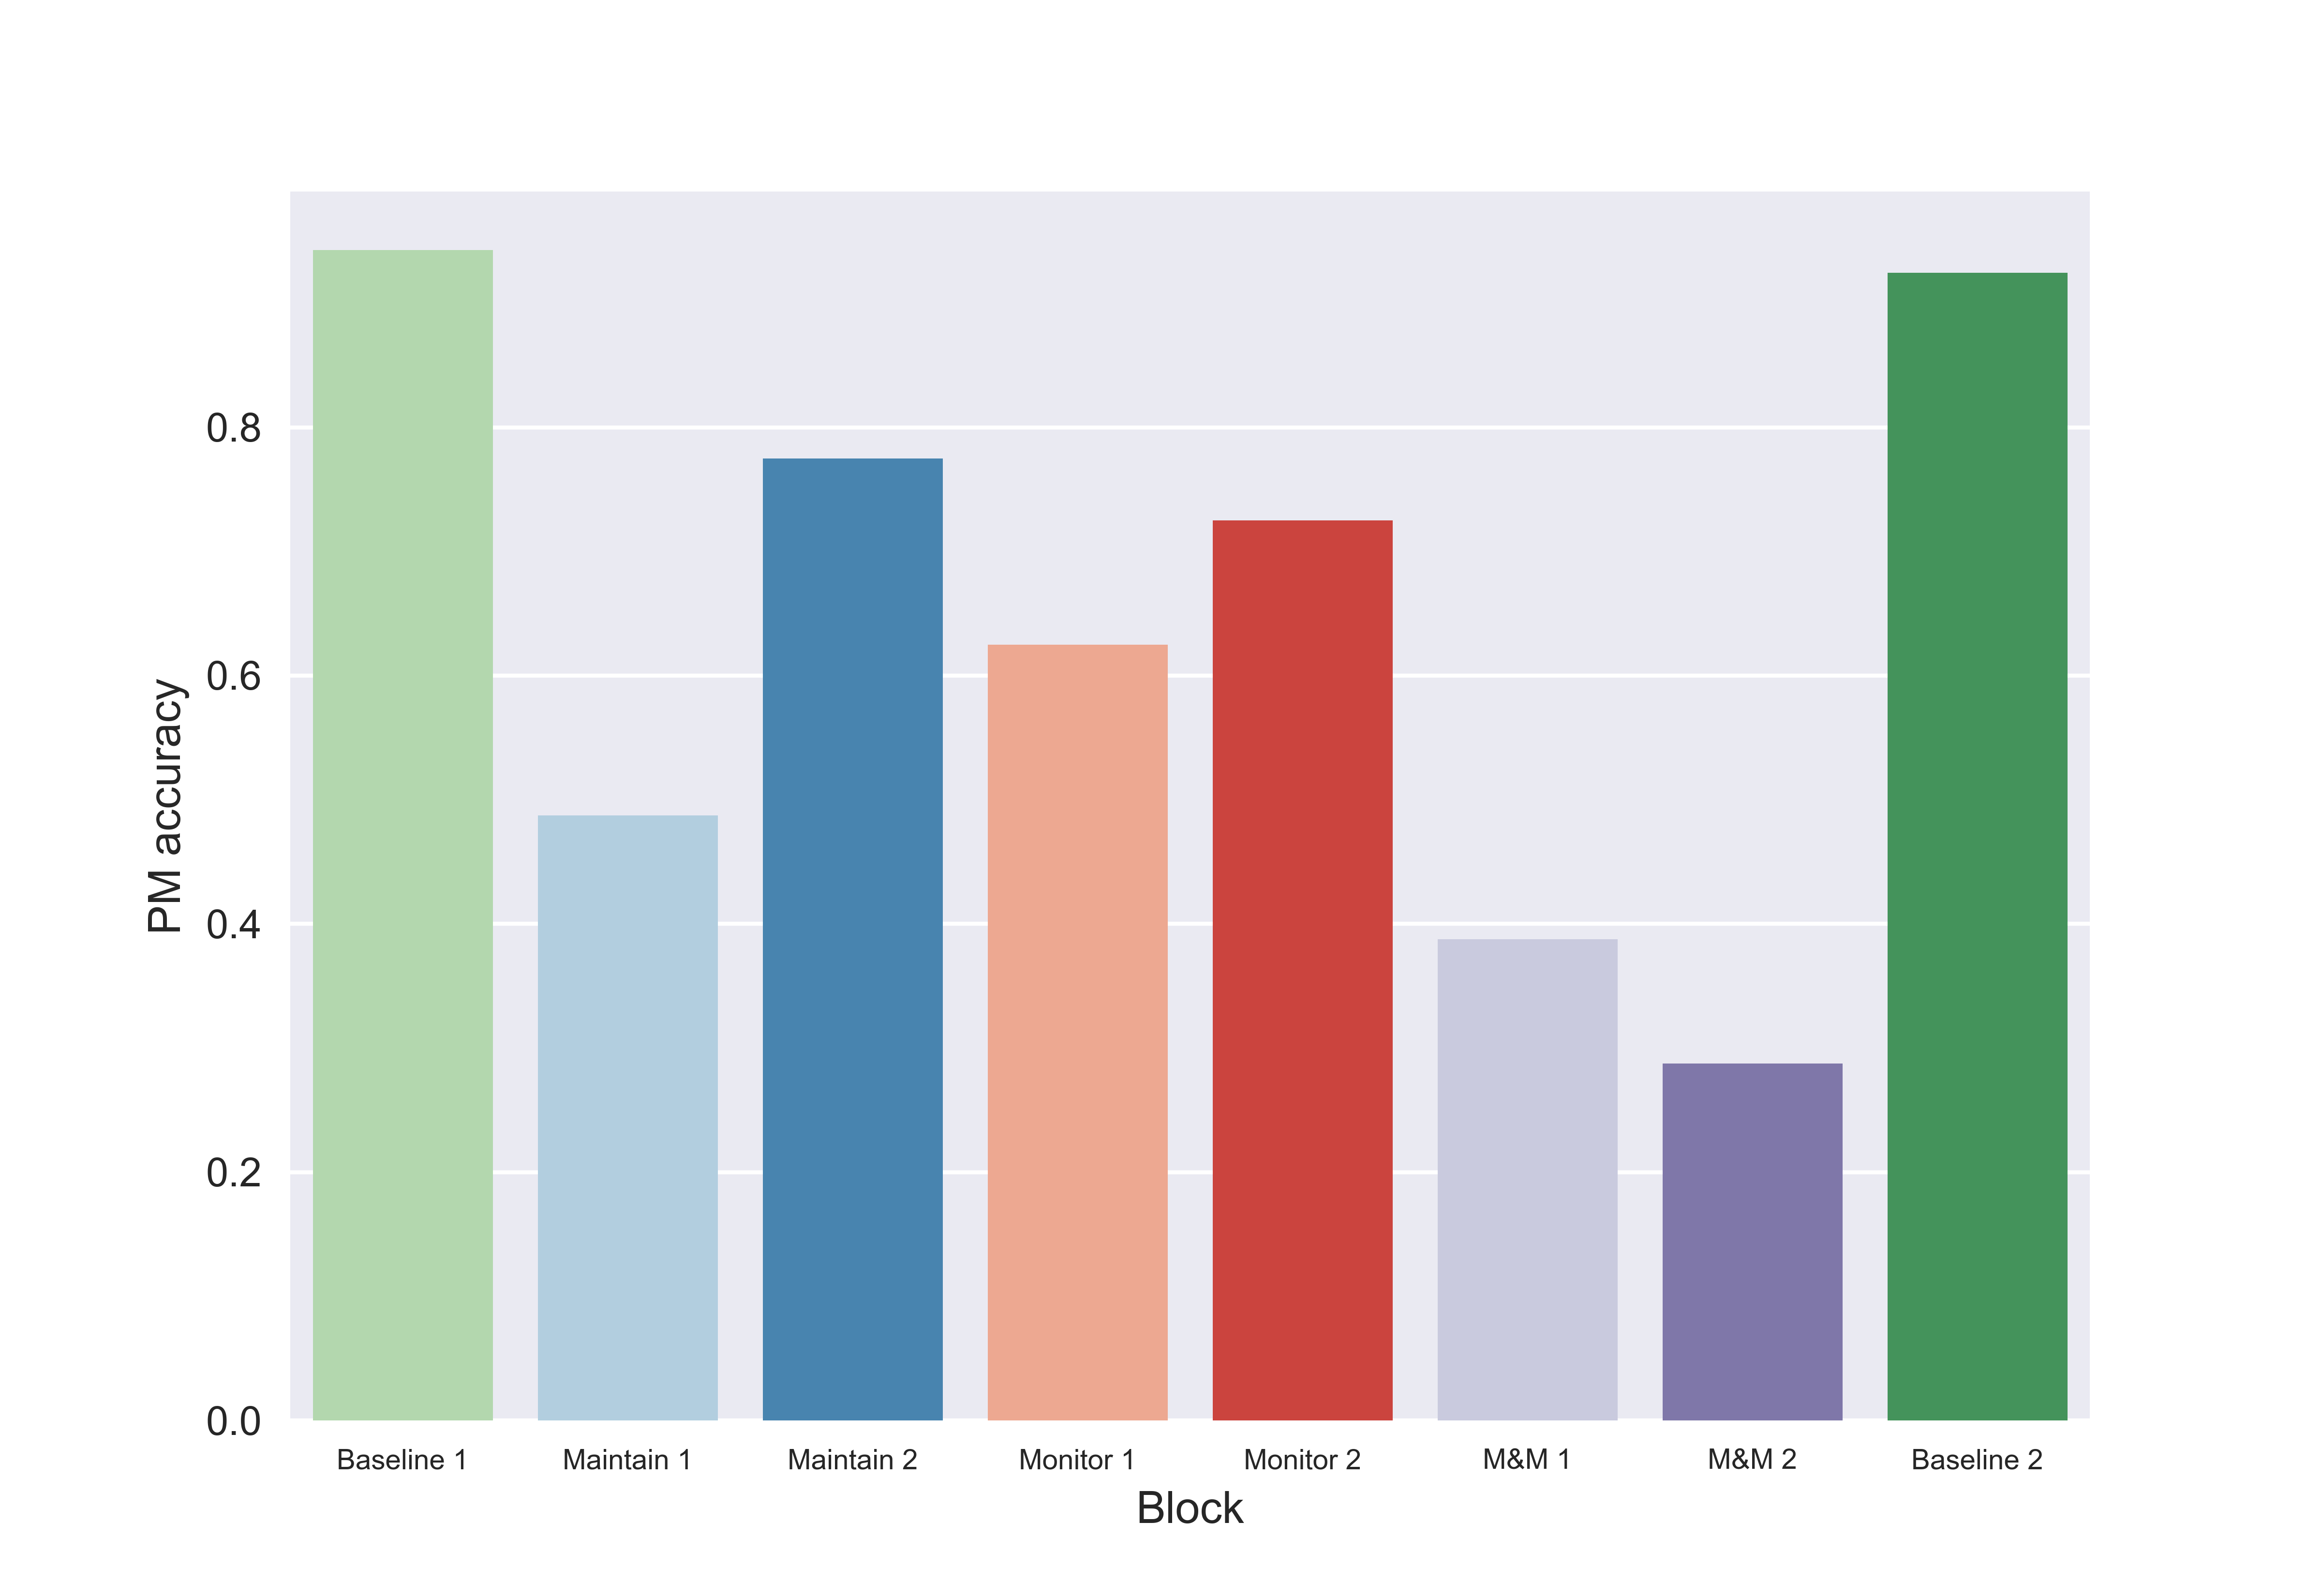 PM accuracy
0.8
0.6
0.4
0.2
0.0
Baseline 1 Maintain 1 Maintain 2 Monitor 1 Monitor 2 M&M 1 M&M 2 Baseline 2
Block